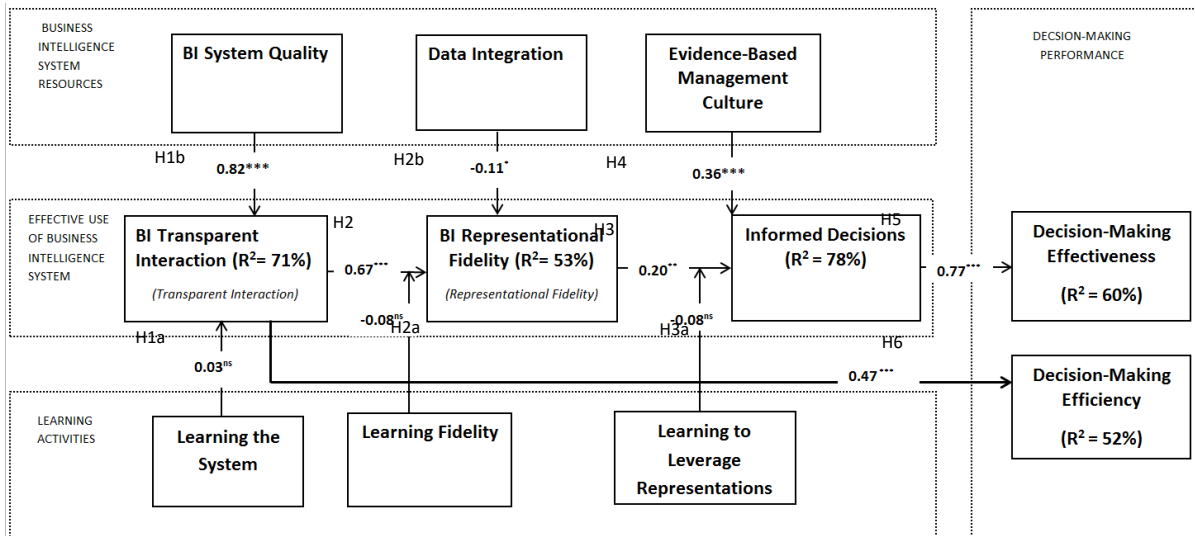 BUSINESS
INTELLIGENCE
SYSTEM
RESOURCES
BI System Quality
Data Integration
Evidence-Based
Management
Culture
DECSION-MAKING
PERFORMANCE
H1b
0.82***
H2b
-0.11*
H4
0.36***
EFFECTIVE USE
OF BUSINESS
INTELLIGENCE
SYSTEM
BI Transparent
Interaction (R²= 71%)
(Transparent Interaction)
H2
0.67***
BI Representational
Fidelity (R²= 53%)
(Representational Fidelity)
H3
0.20**
Informed Decisions
(R²= 78%)
H5
0.77***
Decision-Making
Effectiveness
(R² = 60%)
H1a
0.03ns
-0.08ns
H2a
-0.08ns
H3a
H6
0.47***
Decision-Making
Efficiency
(R² = 52%)
LEARNING
ACTIVITIES
Learning the
System
Learning Fidelity
Learning to
Leverage
Representations